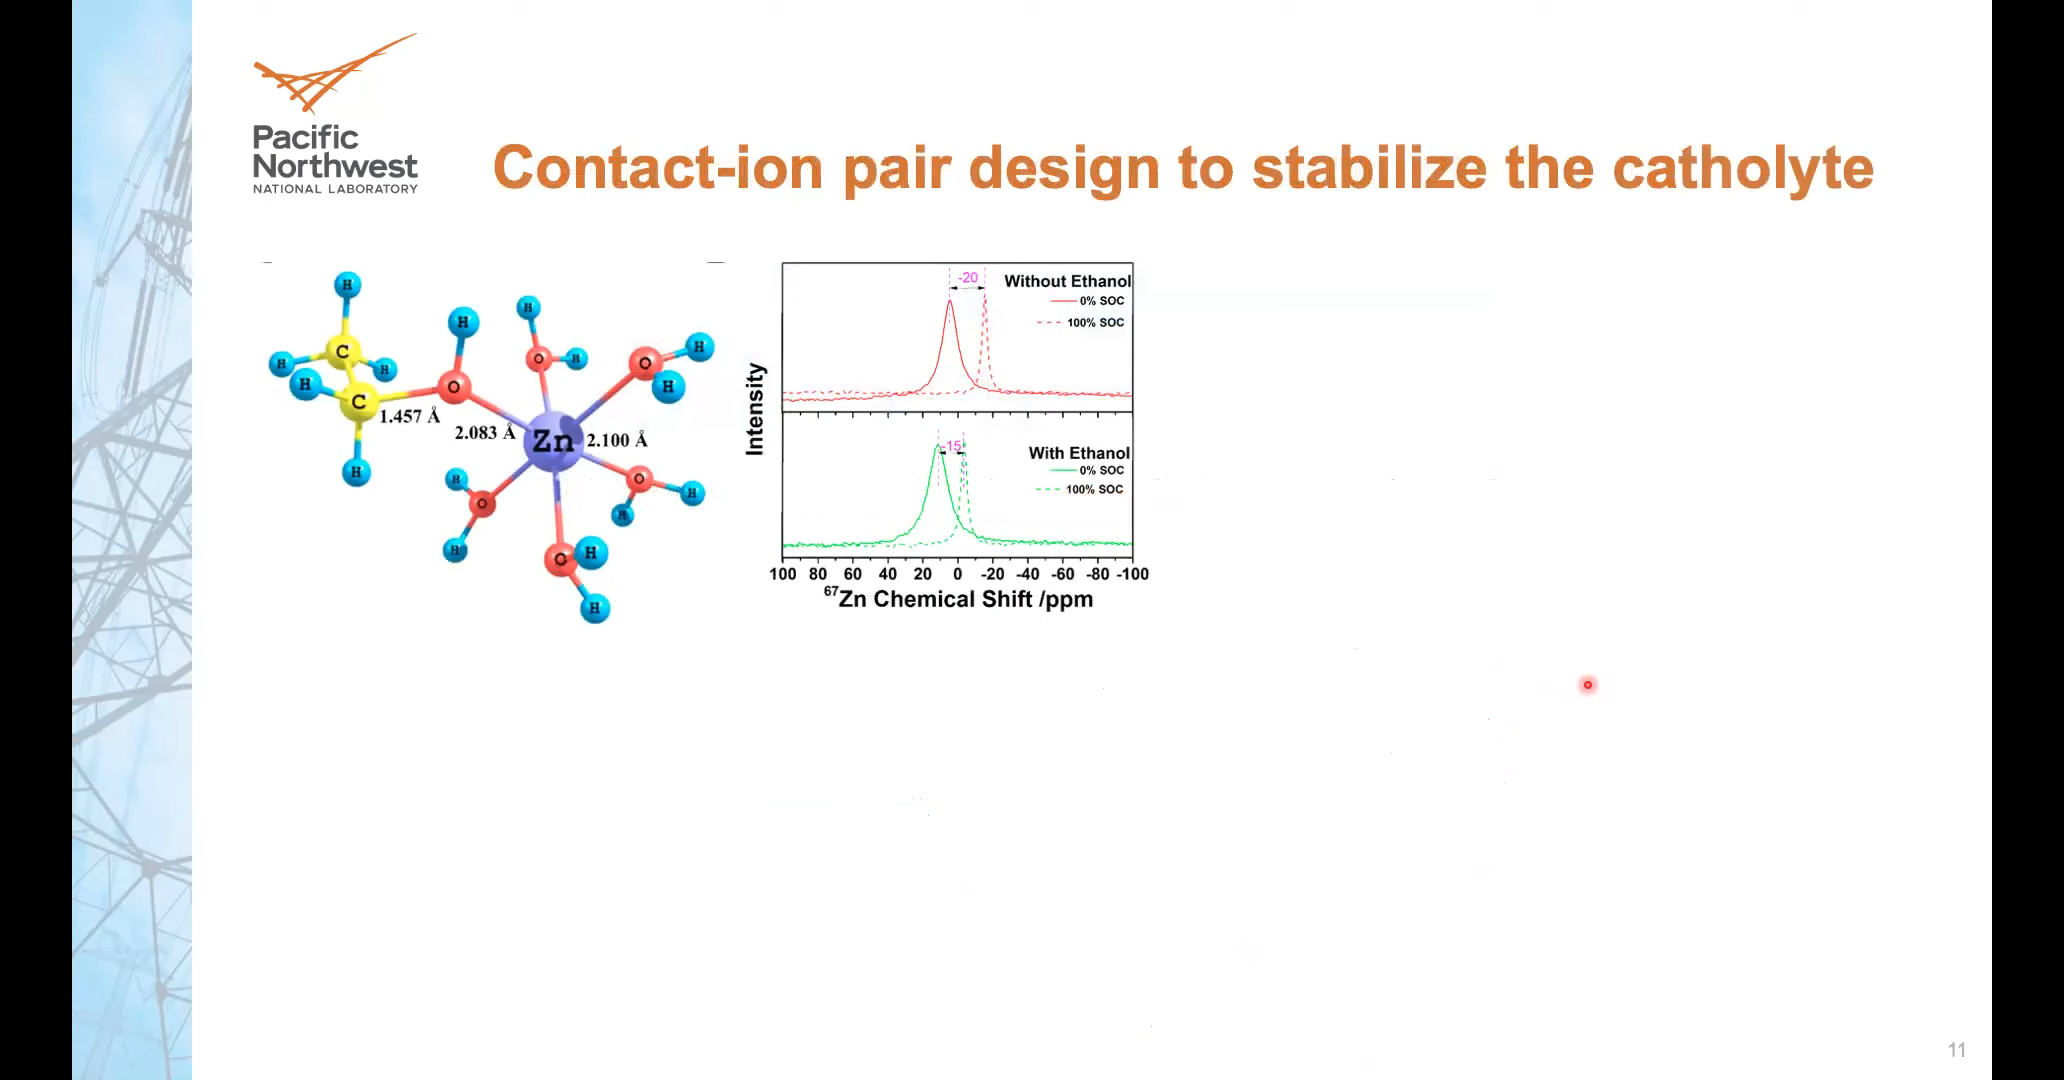 Pacific
Northwest
NATIONAL LABORATORY
Contact-ion pair design to stabilize the catholyte
H
H
H
C
H
H
C
O
H
1.457 Å
2.083 Å
Zn
2.100 Å
H
O
H
O
H
H
H
O
H
O
H
H
O
H
H
Intensity
-20
Without Ethanol
0% SOC
100% SOC
-15
With Ethanol
0% SOC
100% SOC
100 80 60 40 20 0 -20 -40 -60 -80 -100
⁶⁷Zn Chemical Shift /ppm
11